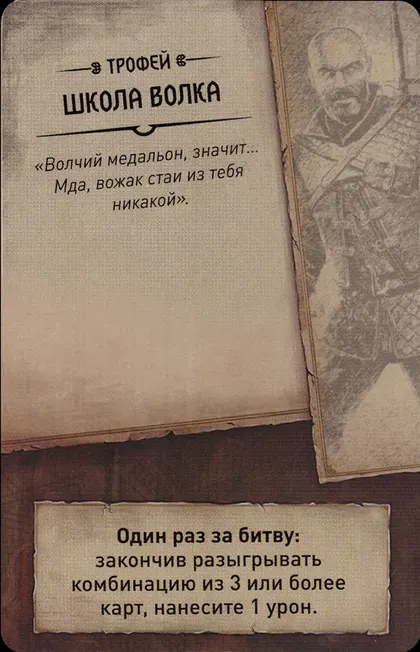 ТРОФЕЙ
ШКОЛА ВОЛКА
«Волчий медальон, значит...
Мда, вожак стаи из тебя
никакой».
Один раз за битву:
закончив разыгрывать
комбинацию из 3 или более
карт, нанесите 1 урон.